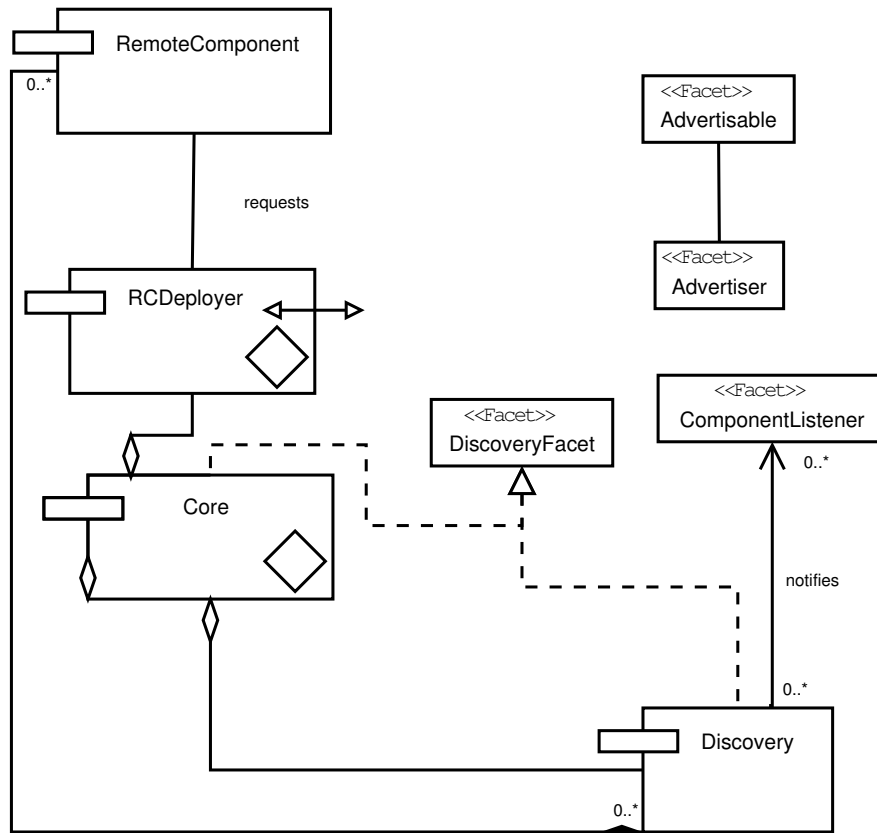 RemoteComponent
0..*
<<Facet>>
Advertisable
requests
<<Facet>>
Advertiser
RCDeployer
<<Facet>>
DiscoveryFacet
<<Facet>>
ComponentListener
0..*
Core
notifies
0..*
Discovery
0..*